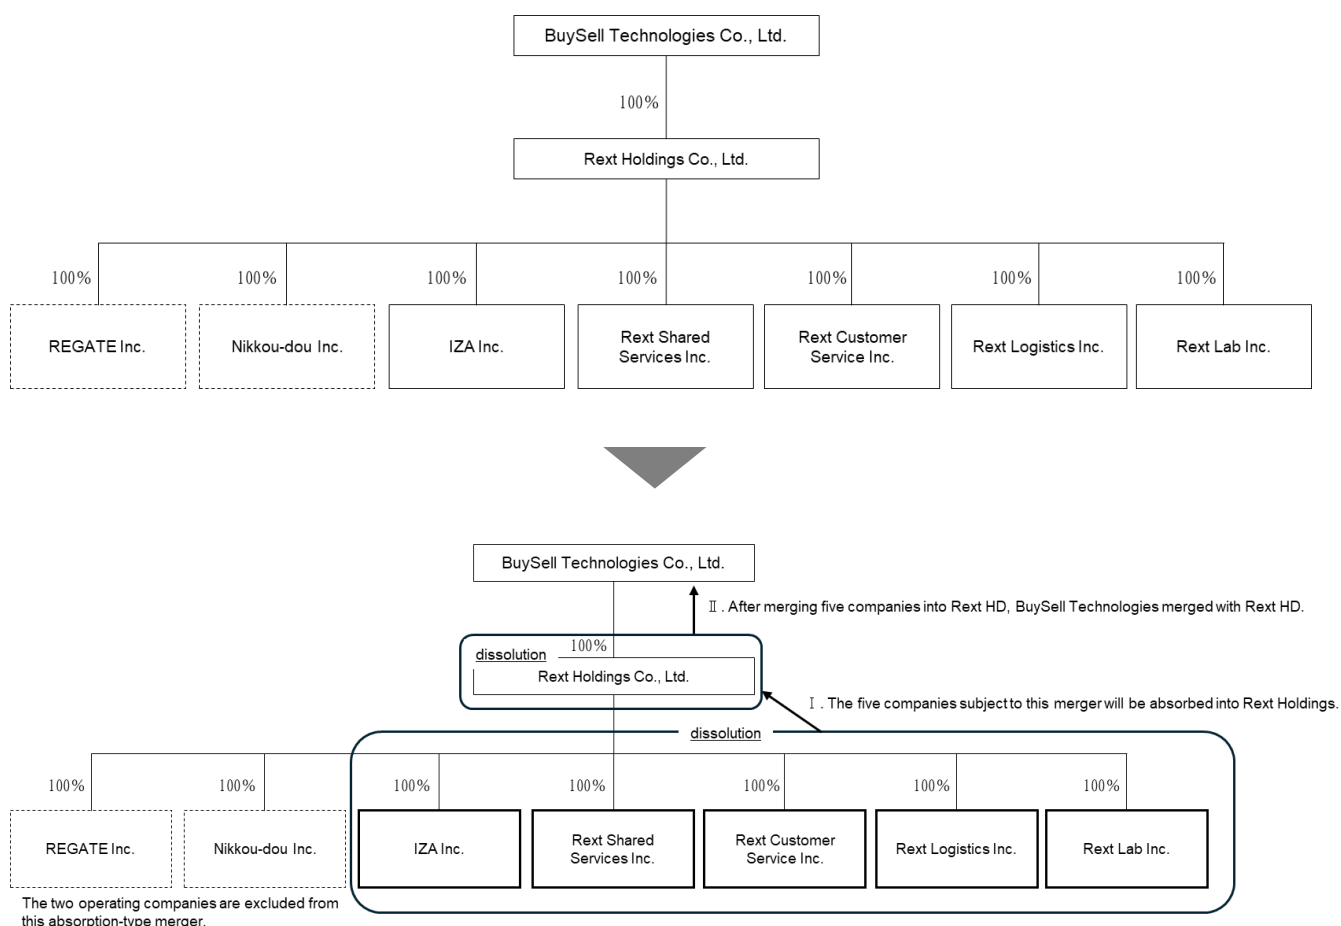 BuySell Technologies Co., Ltd.
100%
Rext Holdings Co., Ltd.
100%
100%
100%
100%
100%
100%
100%
REGATE Inc.
Nikkou-dou Inc.
IZA Inc.
Rext Shared
Services Inc.
Rext Customer
Service Inc.
Rext Logistics Inc.
Rext Lab Inc.
BuySell Technologies Co., Ltd.
Ⅱ. After merging five companies into Rext HD, BuySell Technologies merged with Rext HD.
100%
dissolution
Rext Holdings Co., Ltd.
Ⅰ. The five companies subject to this merger will be absorbed into Rext Holdings.
dissolution
100%
100%
100%
100%
100%
100%
100%
REGATE Inc.
Nikkou-dou Inc.
IZA Inc.
Rext Shared
Services Inc.
Rext Customer
Service Inc.
Rext Logistics Inc.
Rext Lab Inc.
The two operating companies are excluded from
this absorption-type merger.